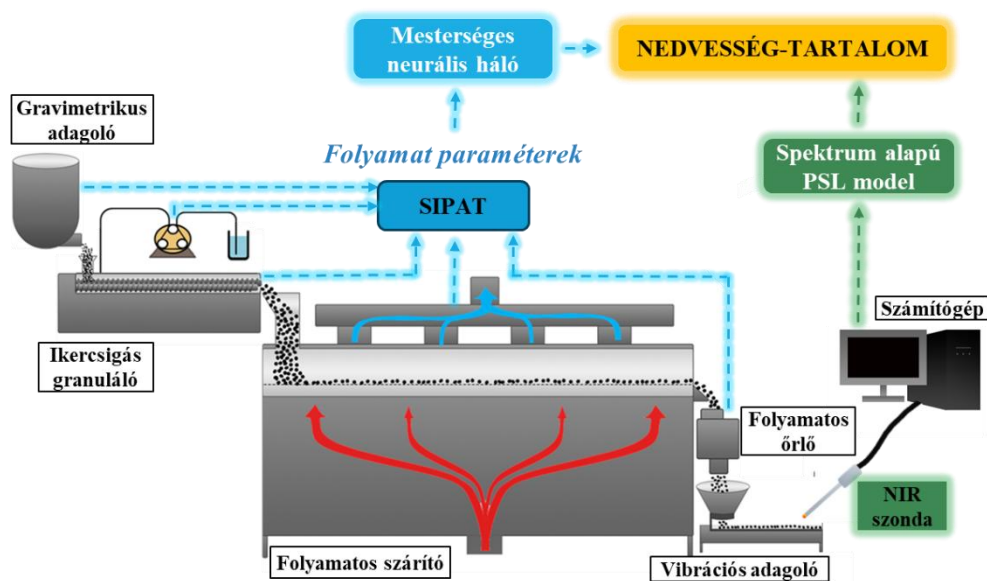 Mesterséges
neurális háló
NEDVESSÉG-TARTALOM
Gravimetrikus
adagoló
Folyamat paraméterek
Spektrum alapú
PSL model
SIPAT
Számítógép
Ikercsigás
granuláló
Folyamatos
őrlő
NIR
szonda
Folyamatos szárító
Vibrációs adagoló